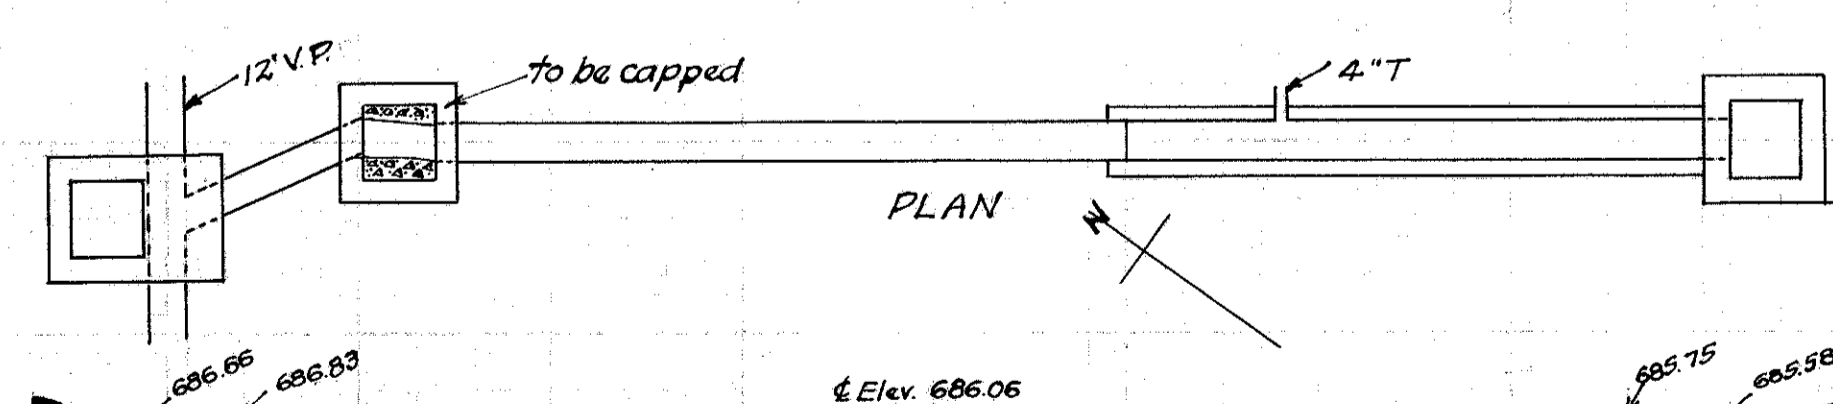 12" V.P.
to be capped
4" T
PLAN
N
686.66
686.83
℄ Elev. 686.06
685.75
685.58